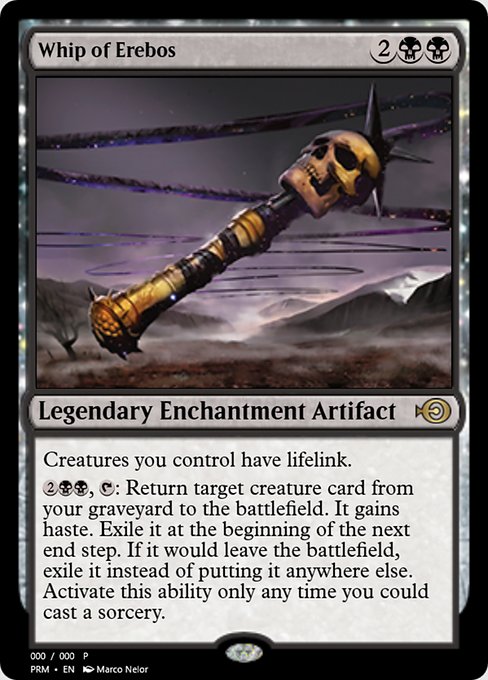 Whip of Erebos 2
Legendary Enchantment Artifact
Creatures you control have lifelink.
2, : Return target creature card from
your graveyard to the battlefield. It gains
haste. Exile it at the beginning of the next
end step. If it would leave the battlefield,
exile it instead of putting it anywhere else.
Activate this ability only any time you could
cast a sorcery.
000 / 000 P
PRM • EN Marco Nelor